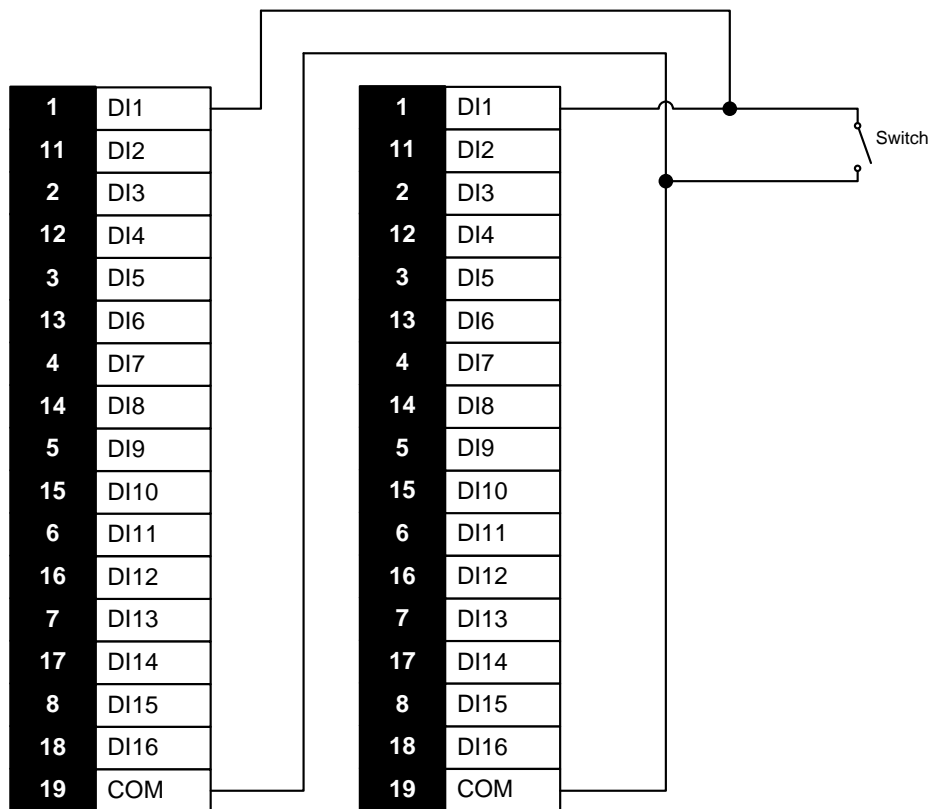 1 DI1
11 DI2
2 DI3
12 DI4
3 DI5
13 DI6
4 DI7
14 DI8
5 DI9
15 DI10
6 DI11
16 DI12
7 DI13
17 DI14
8 DI15
18 DI16
19 COM
1 DI1
11 DI2
2 DI3
12 DI4
3 DI5
13 DI6
4 DI7
14 DI8
5 DI9
15 DI10
6 DI11
16 DI12
7 DI13
17 DI14
8 DI15
18 DI16
19 COM
Switch